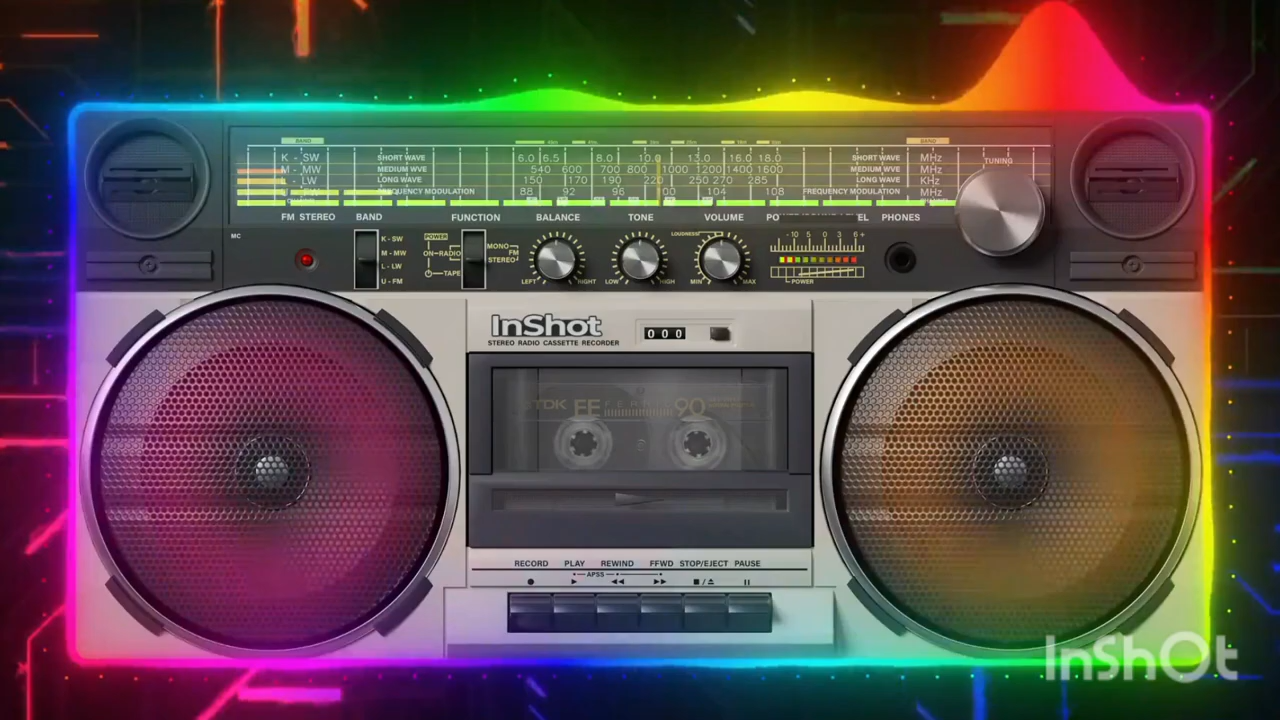 BAND BAND
K - SW SHORT WAVE 6.0 6.5 8.0 10.0 13.0 16.0 18.0 SHORT WAVE MHz
M - MW MEDIUM WVE 540 600 700 800 1000 1200 1400 1600 MEDIUM WAVE MHz
L - LW LONG WAVE 150 170 190 220 250 270 285 LONG WAVE KHz
FREQUENCY MODULATION 88 92 96 100 104 108 FREQUENCY MODULATION MHz
TUNING
FM STEREO BAND FUNCTION BALANCE TONE VOLUME PHONES
MC
K - SW
M - MW
L - LW
U - FM
POWER
ON RADIO
TAPE
MONO
FM
STEREO
LEFT RIGHT
LOW HIGH
LOUDNESS
MIN MAX
-10 5 0 3 6+
POWER
InShot
STEREO RADIO CASSETTE RECORDER
000
TDK FE FERRIC 90
RECORD PLAY REWIND FFWD STOP/EJECT PAUSE
APSS
InShOt